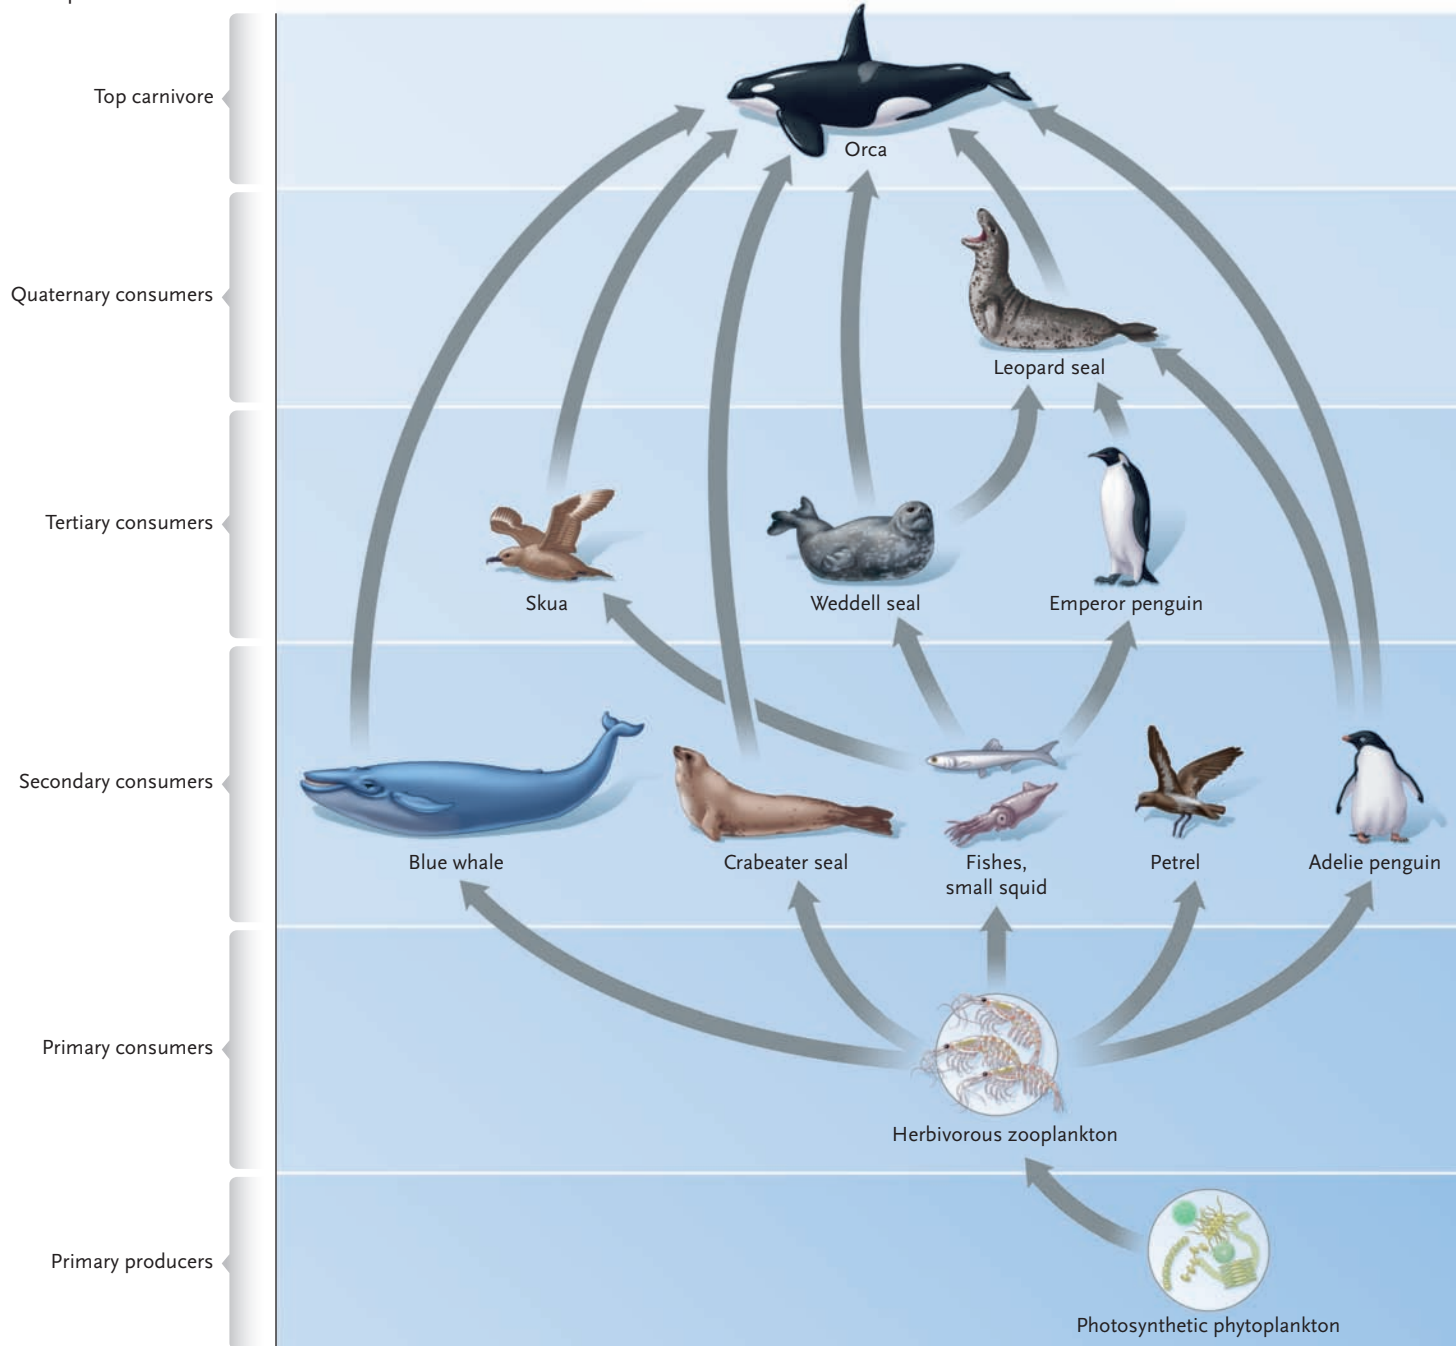 Top carnivore
Orca
Quaternary consumers
Leopard seal
Tertiary consumers
Skua
Weddell seal
Emperor penguin
Secondary consumers
Blue whale
Crabeater seal
Fishes,
small squid
Petrel
Adelie penguin
Primary consumers
Herbivorous zooplankton
Primary producers
Photosynthetic phytoplankton